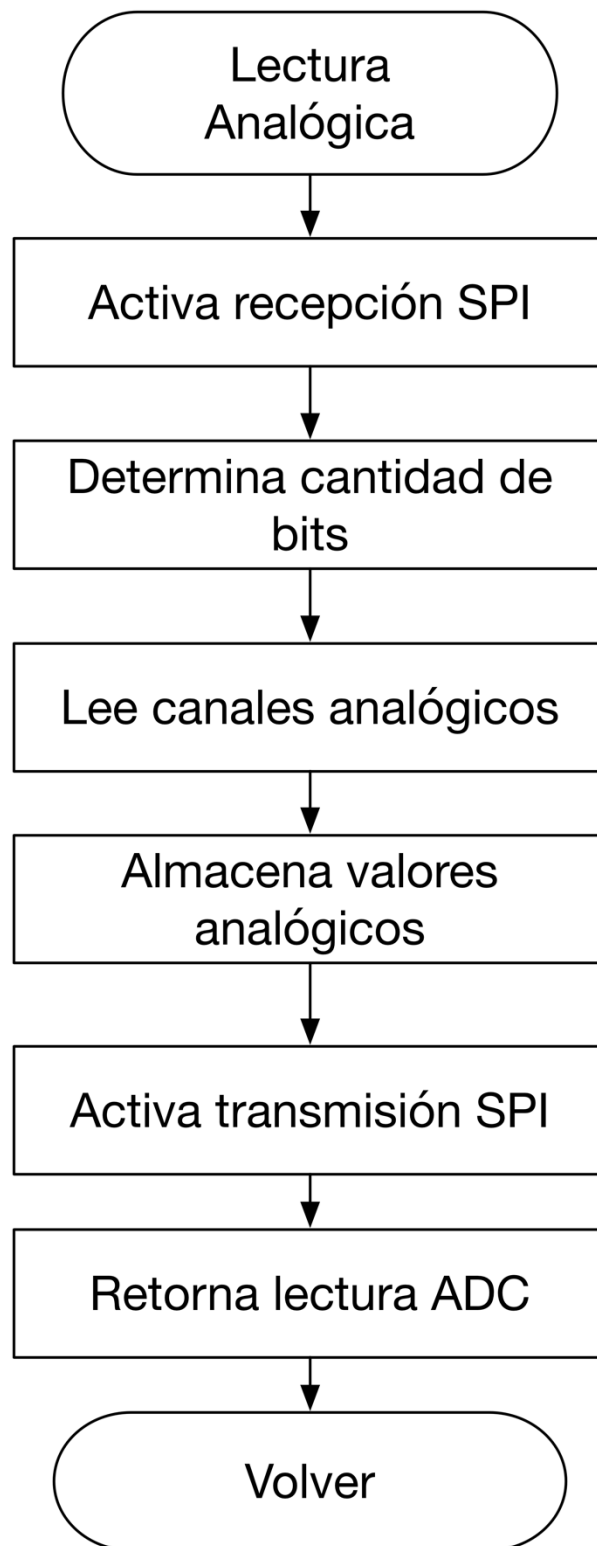 Lectura
Analógica
Activa recepción SPI
Determina cantidad de
bits
Lee canales analógicos
Almacena valores
analógicos
Activa transmisión SPI
Retorna lectura ADC
Volver